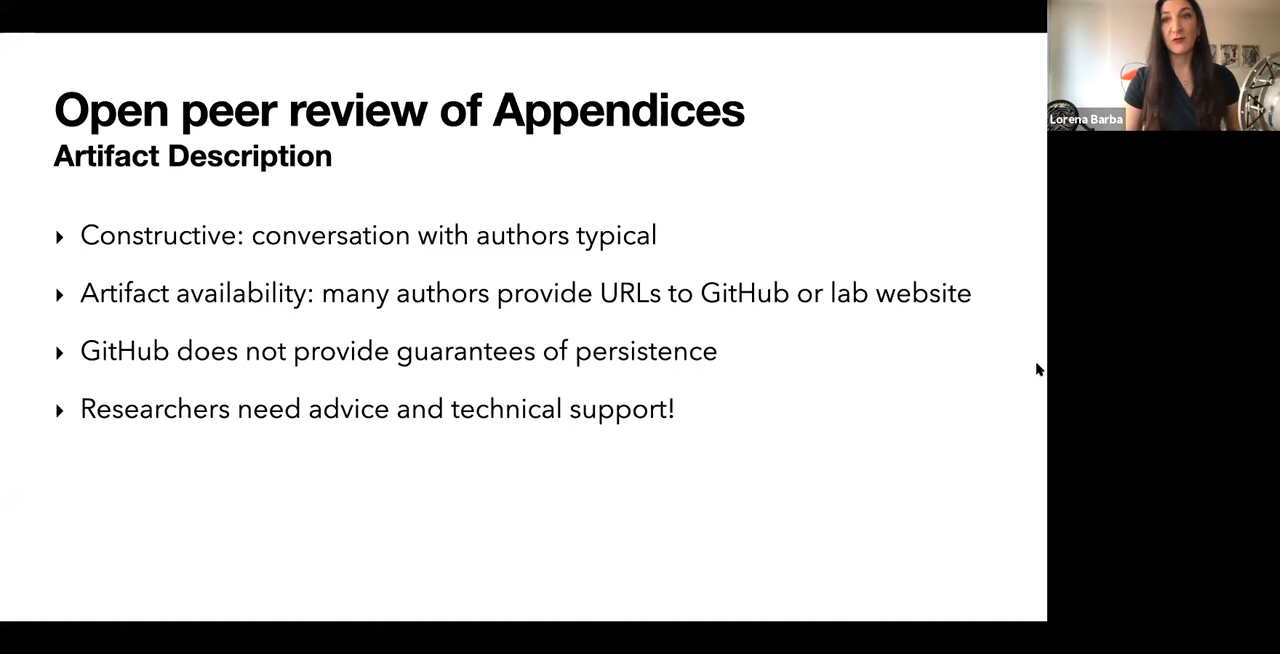 Open peer review of Appendices
Artifact Description
Constructive: conversation with authors typical
Artifact availability: many authors provide URLs to GitHub or lab website
GitHub does not provide guarantees of persistence
Researchers need advice and technical support!
Lorena Barba